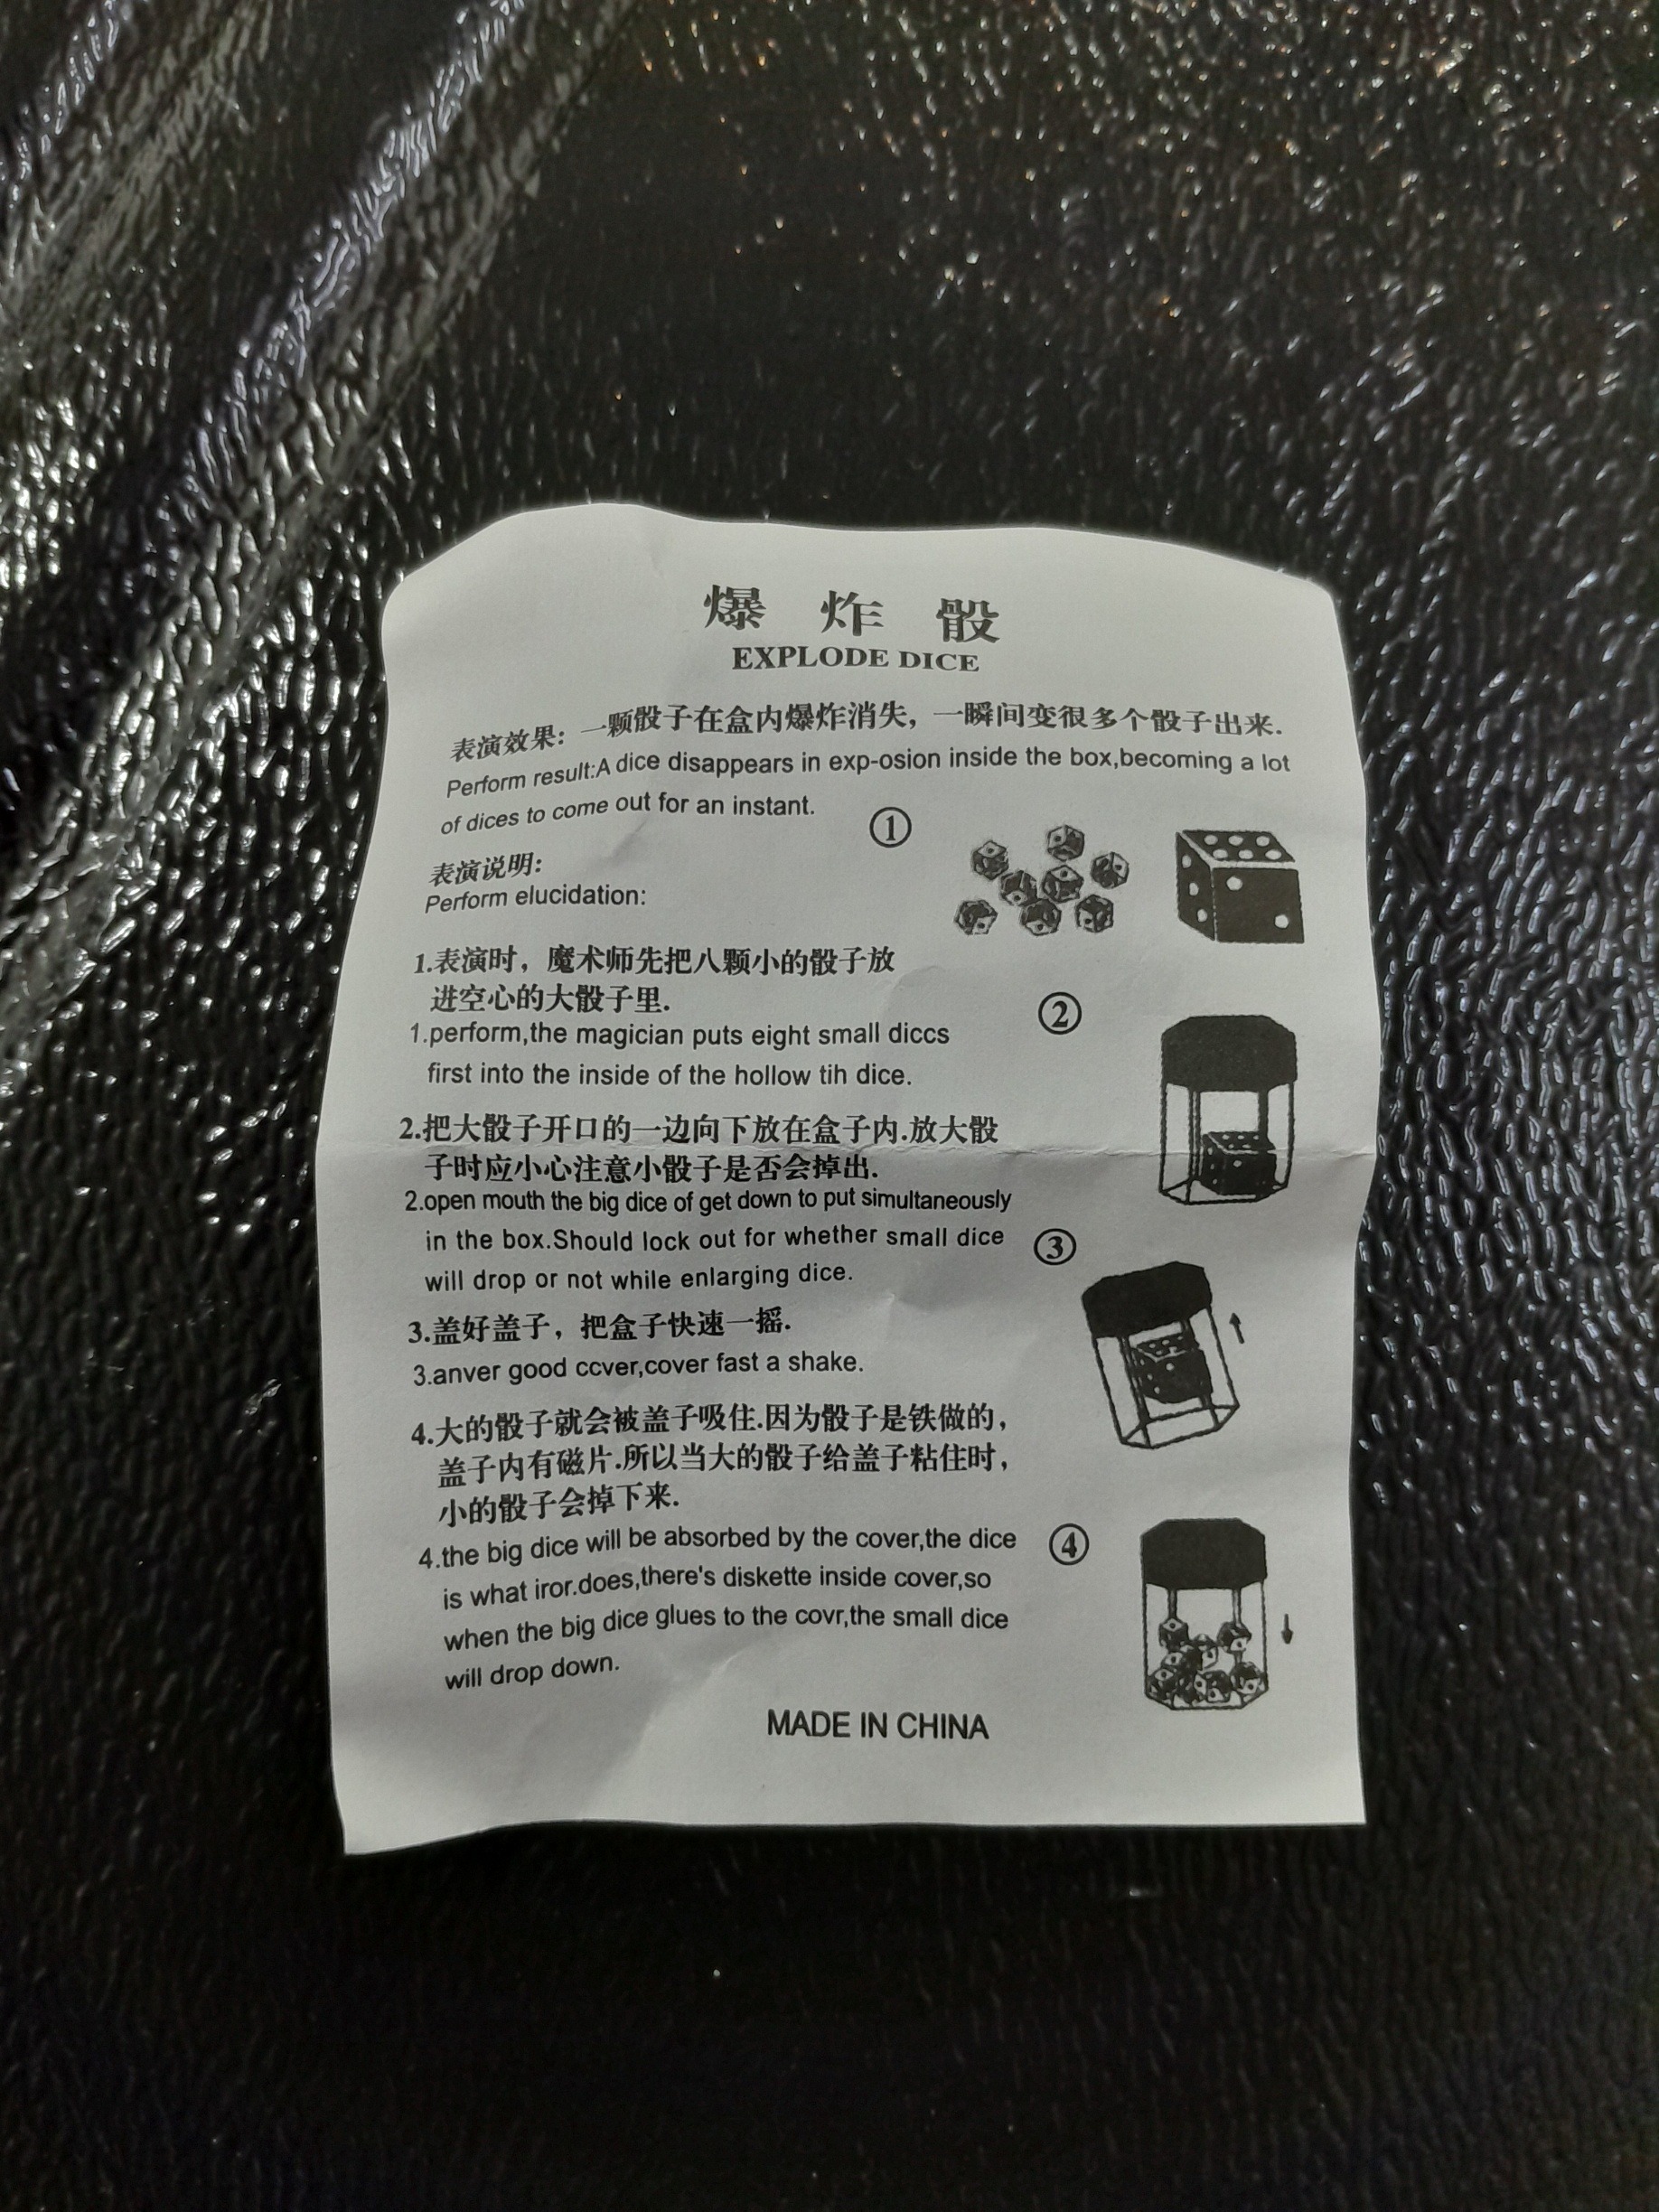 爆 炸 骰
EXPLODE DICE
表演效果: 一颗骰子在盒内爆炸消失，一瞬间变很多个骰子出来.
Perform result:A dice disappears in exp-osion inside the box,becoming a lot
of dices to come out for an instant.
①
表演说明:
Perform elucidation:
1.表演时，魔术师先把八颗小的骰子放
进空心的大骰子里.
1.perform,the magician puts eight small diccs
first into the inside of the hollow tih dice.
②
2.把大骰子开口的一边向下放在盒子内.放大骰
子时应小心注意小骰子是否会掉出.
2.open mouth the big dice of get down to put simultaneously
in the box.Should lock out for whether small dice
will drop or not while enlarging dice.
③
3.盖好盖子，把盒子快速一摇.
3.anver good ccver,cover fast a shake.
4.大的骰子就会被盖子吸住.因为骰子是铁做的，
盖子内有磁片.所以当大的骰子给盖子粘住时，
小的骰子会掉下来.
4.the big dice will be absorbed by the cover,the dice
is what iror.does,there's diskette inside cover,so
when the big dice glues to the covr,the small dice
will drop down.
④
MADE IN CHINA